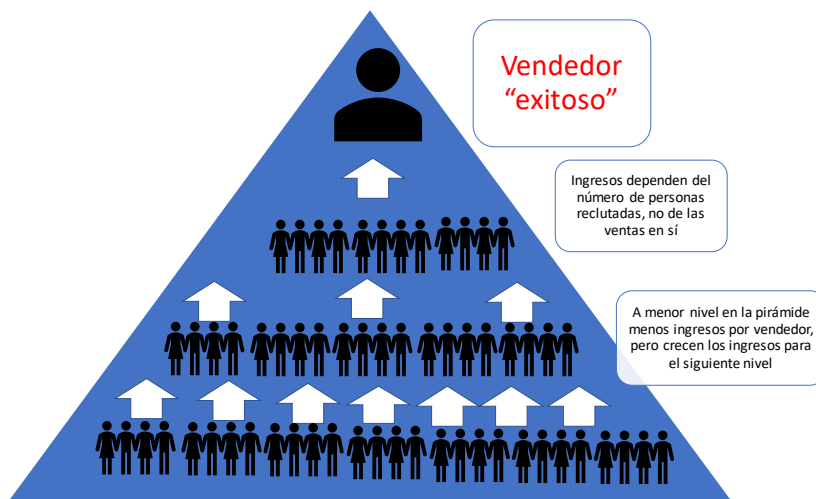 Vendedor
“exitoso”
Ingresos dependen del
número de personas
reclutadas, no de las
ventas en sí
A menor nivel en la pirámide
menos ingresos por vendedor,
pero crecen los ingresos para
el siguiente nivel